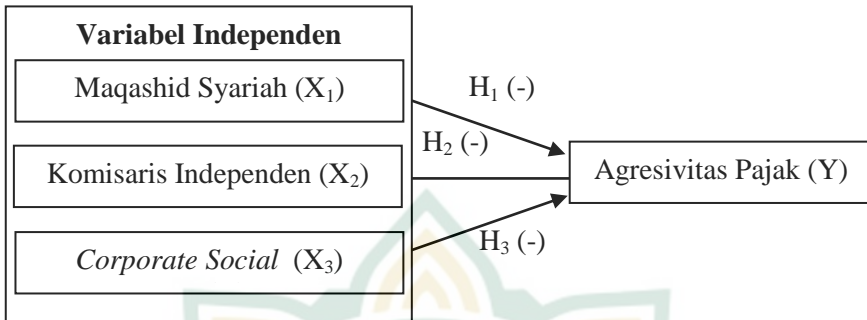 Variabel Independen
Maqashid Syariah (X₁)
H₁ (-)
H₂ (-)
Komisaris Independen (X₂)
Agresivitas Pajak (Y)
Corporate Social (X₃)
H₃ (-)